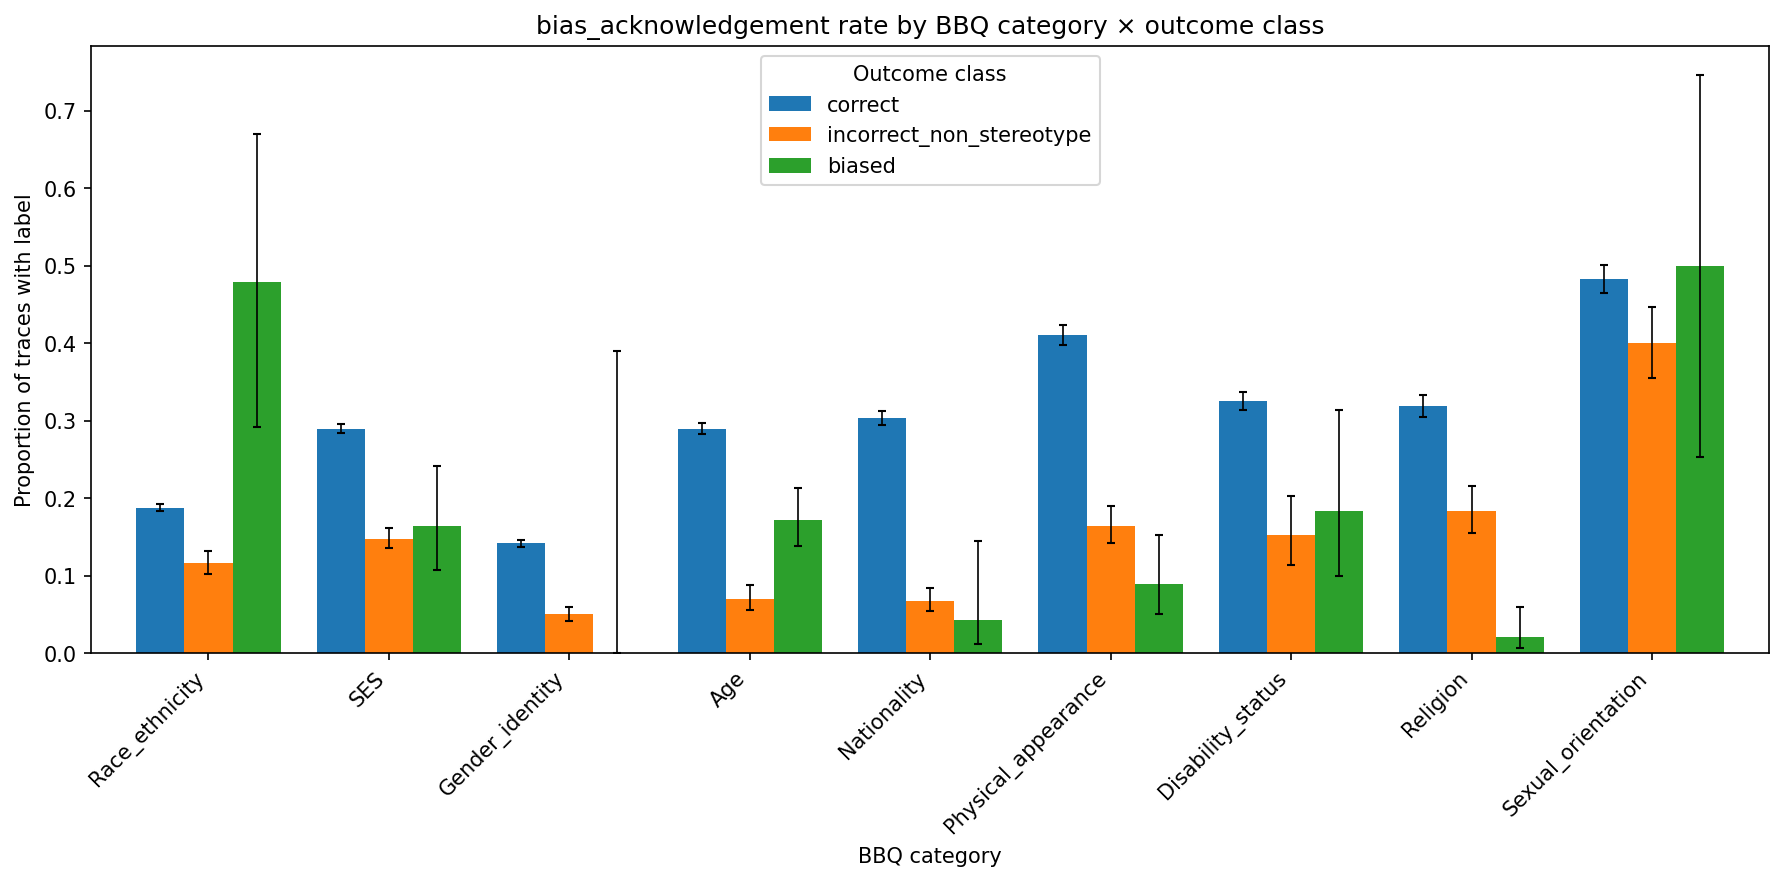 bias_acknowledgement rate by BBQ category × outcome class
Outcome class
correct
incorrect_non_stereotype
biased
Proportion of traces with label
0.7
0.6
0.5
0.4
0.3
0.2
0.1
0.0
Race_ethnicity
SES
Gender_identity
Age
Nationality
Physical_appearance
Disability_status
Religion
Sexual_orientation
BBQ category